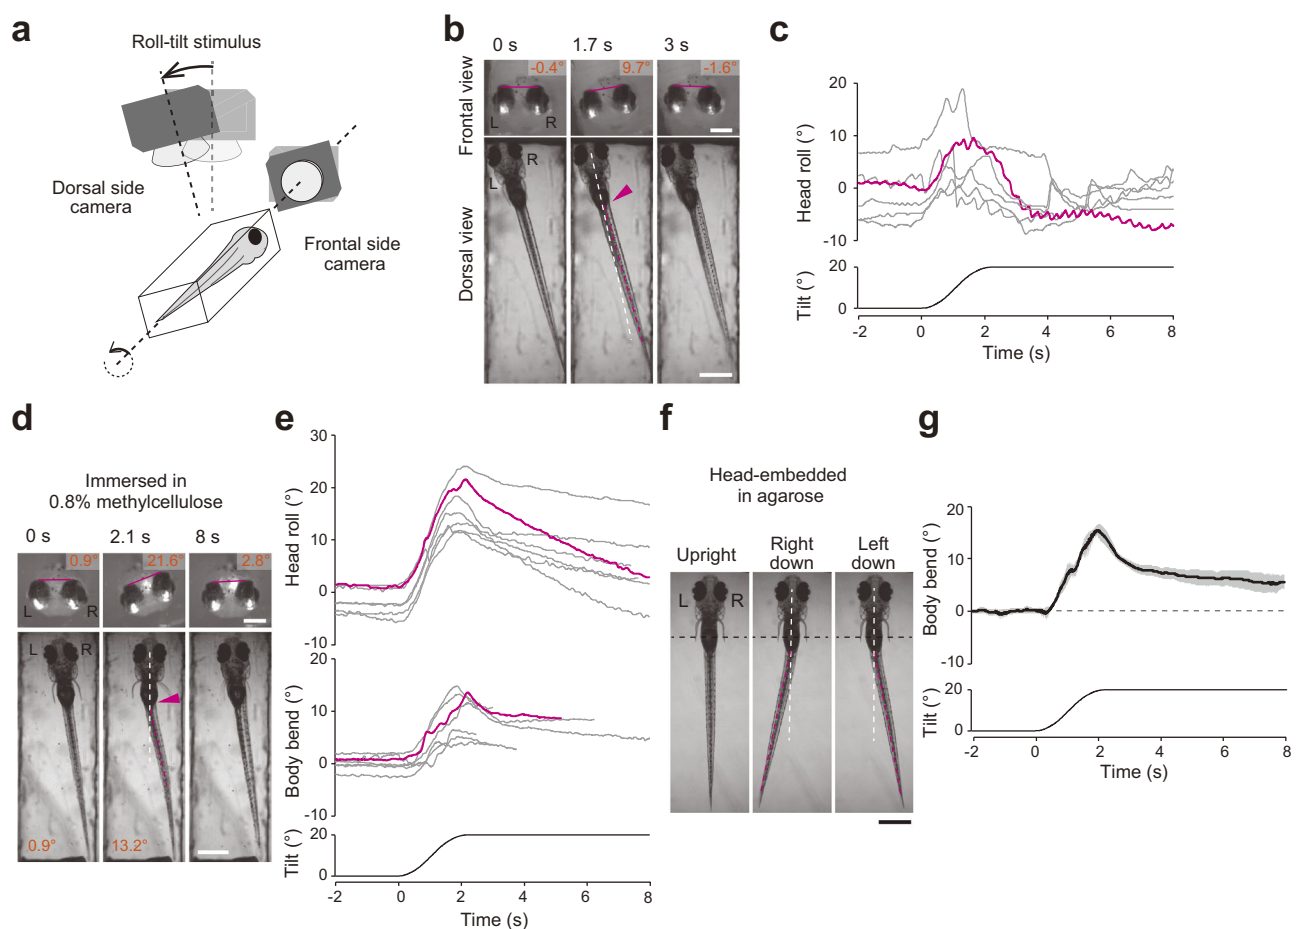 a
Roll-tilt stimulus
Dorsal side
camera
Frontal side
camera
b
0 s
1.7 s
3 s
Frontal view
-0.4°
9.7°
-1.6°
L
R
Dorsal view
R
L
c
Head roll (°)
20
10
0
-10
Tilt (°)
20
0
-2
0
2
4
6
8
Time (s)
d
Immersed in
0.8% methylcellulose
0 s
2.1 s
8 s
0.9°
21.6°
2.8°
L
R
L
R
0.9°
13.2°
e
Head roll (°)
30
20
10
0
-10
Body bend (°)
20
10
0
-10
Tilt (°)
20
0
-2
0
2
4
6
8
Time (s)
f
Head-embedded
in agarose
Upright
Right
down
Left
down
L
R
g
Body bend (°)
20
10
0
-10
Tilt (°)
20
0
-2
0
2
4
6
8
Time (s)